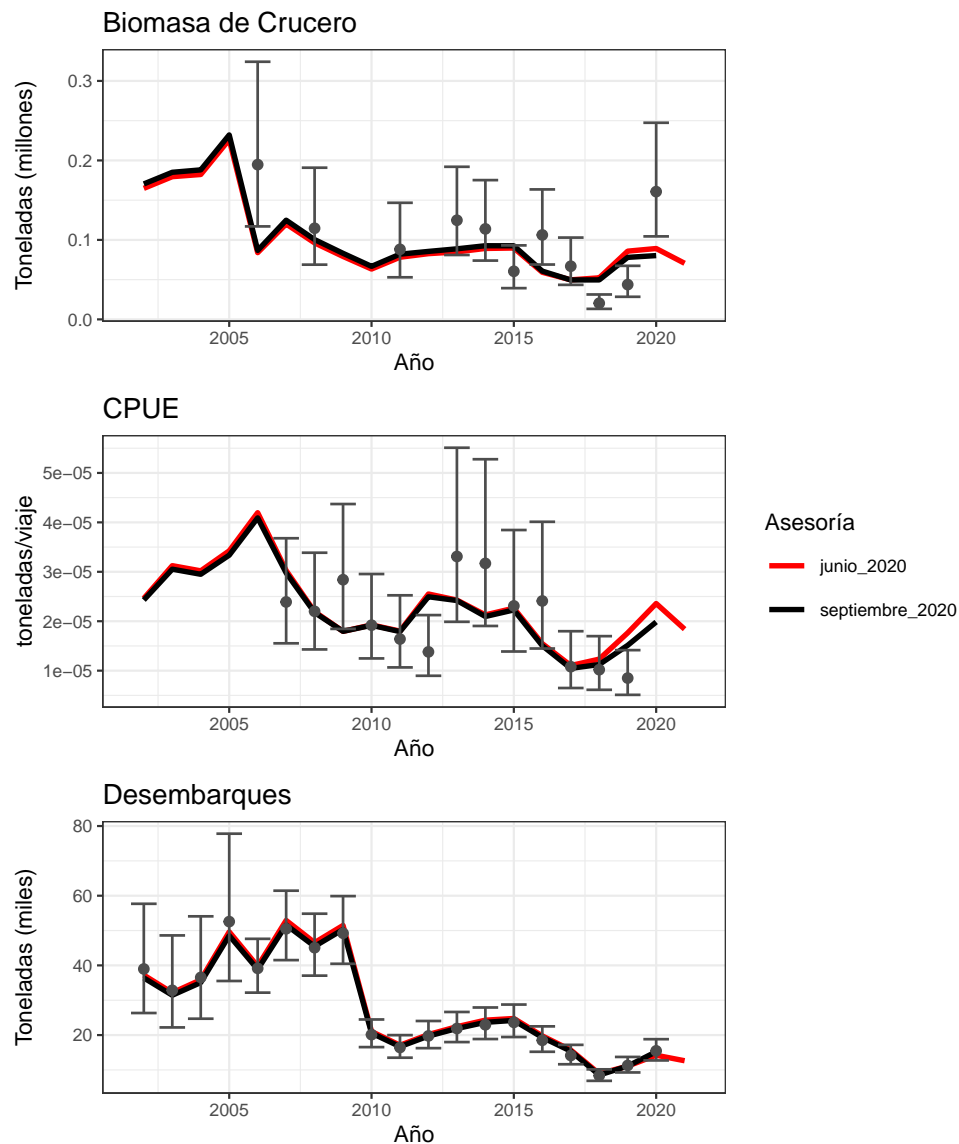 Biomasa de Crucero
Toneladas (millones)
0.3
0.2
0.1
0.0
2005 2010 2015 2020
Año
CPUE
toneladas/viaje
5e−05
4e−05
3e−05
2e−05
1e−05
2005 2010 2015 2020
Año
Asesoría
junio_2020
septiembre_2020
Desembarques
Toneladas (miles)
80
60
40
20
2005 2010 2015 2020
Año